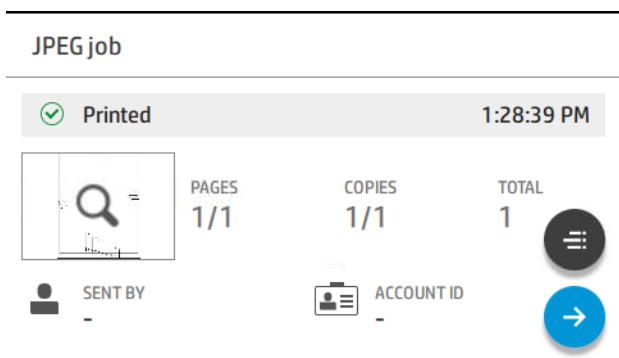 JPEG job
Printed 1:28:39 PM
PAGES COPIES TOTAL
1/1 1/1 1
SENT BY ACCOUNT ID
- -